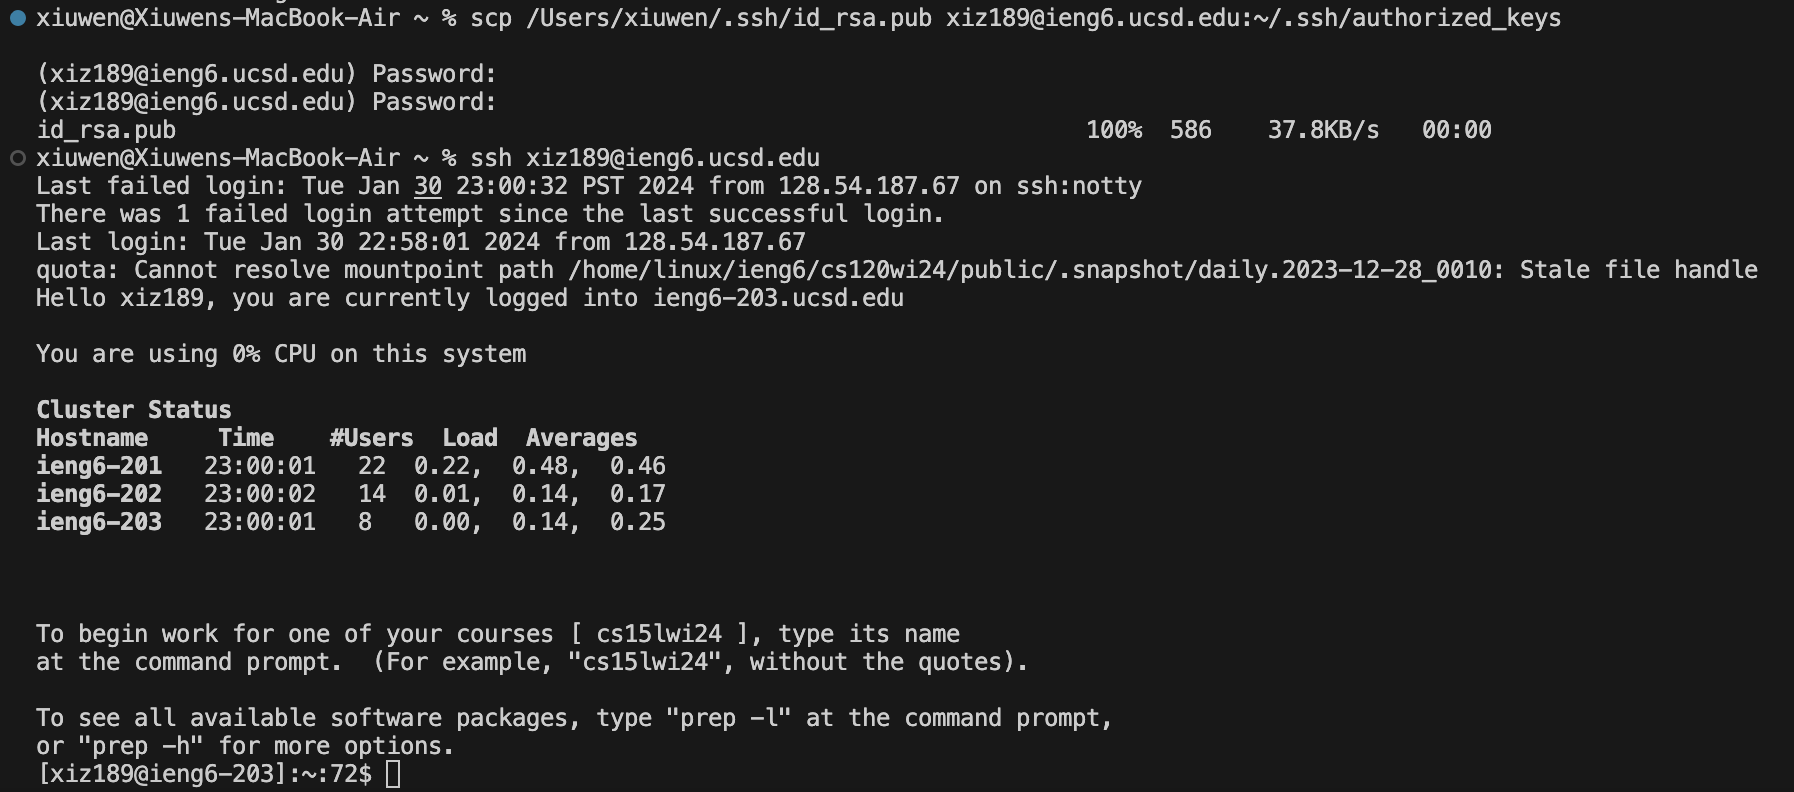 xiuwen@Xiuwens-MacBook-Air ~ % scp /Users/xiuwen/.ssh/id_rsa.pub xiz189@ieng6.ucsd.edu:~/.ssh/authorized_keys
(xiz189@ieng6.ucsd.edu) Password:
(xiz189@ieng6.ucsd.edu) Password:
id_rsa.pub 100% 586 37.8KB/s 00:00
xiuwen@Xiuwens-MacBook-Air ~ % ssh xiz189@ieng6.ucsd.edu
Last failed login: Tue Jan 30 23:00:32 PST 2024 from 128.54.187.67 on ssh:notty
There was 1 failed login attempt since the last successful login.
Last login: Tue Jan 30 22:58:01 2024 from 128.54.187.67
quota: Cannot resolve mountpoint path /home/linux/ieng6/cs120wi24/public/.snapshot/daily.2023-12-28_0010: Stale file handle
Hello xiz189, you are currently logged into ieng6-203.ucsd.edu
You are using 0% CPU on this system
Cluster Status
Hostname Time #Users Load Averages
ieng6-201 23:00:01 22 0.22, 0.48, 0.46
ieng6-202 23:00:02 14 0.01, 0.14, 0.17
ieng6-203 23:00:01 8 0.00, 0.14, 0.25
To begin work for one of your courses [ cs15lwi24 ], type its name
at the command prompt. (For example, "cs15lwi24", without the quotes).
To see all available software packages, type "prep -l" at the command prompt,
or "prep -h" for more options.
[xiz189@ieng6-203]:~:72$